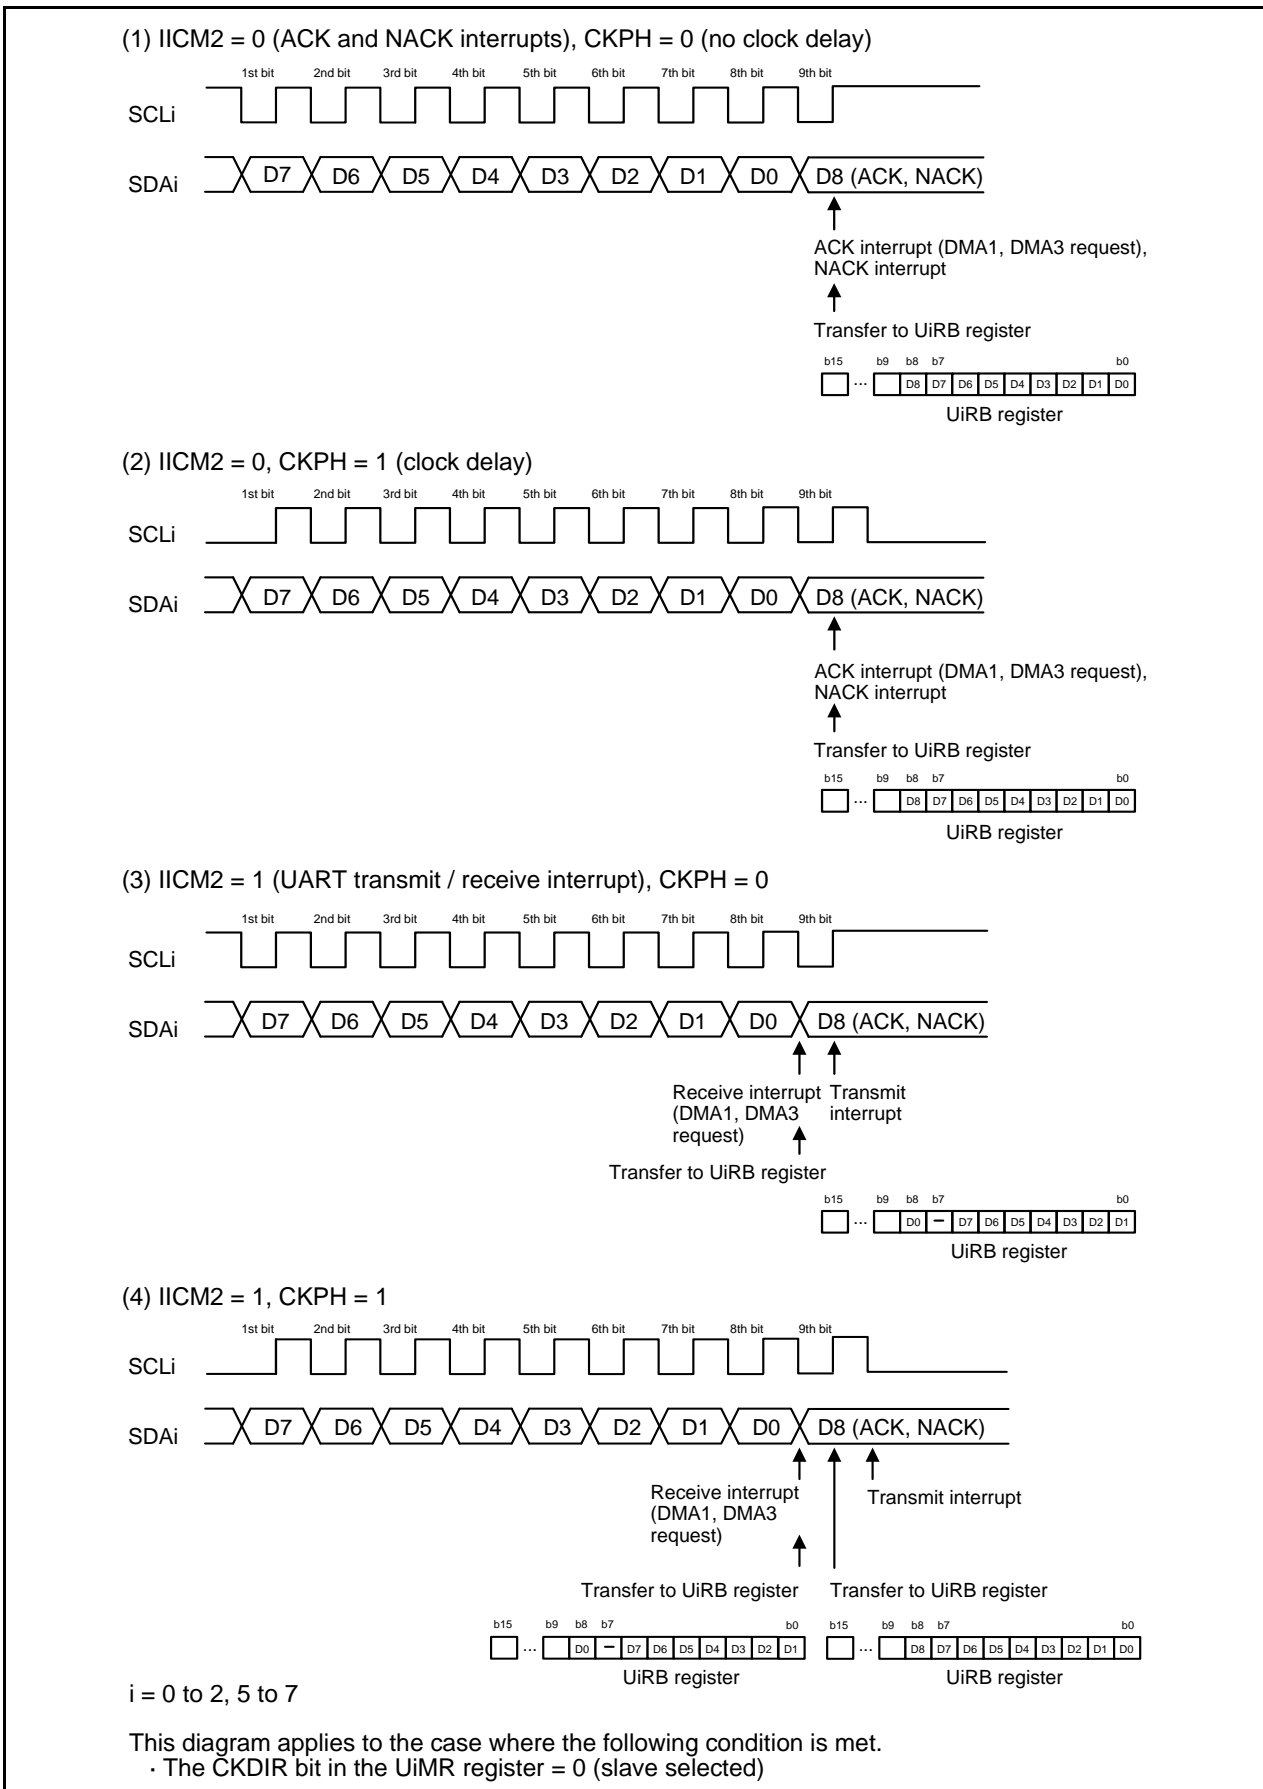 (1) IICM2 = 0 (ACK and NACK interrupts), CKPH = 0 (no clock delay)
1st bit 2nd bit 3rd bit 4th bit 5th bit 6th bit 7th bit 8th bit 9th bit
SCLi
SDAi D7 D6 D5 D4 D3 D2 D1 D0 D8 (ACK, NACK)
ACK interrupt (DMA1, DMA3 request),
NACK interrupt
Transfer to UiRB register
b15 b9 b8 b7 b0
... D8 D7 D6 D5 D4 D3 D2 D1 D0
UiRB register
(2) IICM2 = 0, CKPH = 1 (clock delay)
1st bit 2nd bit 3rd bit 4th bit 5th bit 6th bit 7th bit 8th bit 9th bit
SCLi
SDAi D7 D6 D5 D4 D3 D2 D1 D0 D8 (ACK, NACK)
ACK interrupt (DMA1, DMA3 request),
NACK interrupt
Transfer to UiRB register
b15 b9 b8 b7 b0
... D8 D7 D6 D5 D4 D3 D2 D1 D0
UiRB register
(3) IICM2 = 1 (UART transmit / receive interrupt), CKPH = 0
1st bit 2nd bit 3rd bit 4th bit 5th bit 6th bit 7th bit 8th bit 9th bit
SCLi
SDAi D7 D6 D5 D4 D3 D2 D1 D0 D8 (ACK, NACK)
Receive interrupt Transmit
(DMA1, DMA3 interrupt
request)
Transfer to UiRB register
b15 b9 b8 b7 b0
... D0 – D7 D6 D5 D4 D3 D2 D1
UiRB register
(4) IICM2 = 1, CKPH = 1
1st bit 2nd bit 3rd bit 4th bit 5th bit 6th bit 7th bit 8th bit 9th bit
SCLi
SDAi D7 D6 D5 D4 D3 D2 D1 D0 D8 (ACK, NACK)
Receive interrupt Transmit interrupt
(DMA1, DMA3
request)
Transfer to UiRB register Transfer to UiRB register
b15 b9 b8 b7 b0 b15 b9 b8 b7 b0
... D0 – D7 D6 D5 D4 D3 D2 D1 ... D8 D7 D6 D5 D4 D3 D2 D1 D0
UiRB register UiRB register
i = 0 to 2, 5 to 7
This diagram applies to the case where the following condition is met.
· The CKDIR bit in the UiMR register = 0 (slave selected)